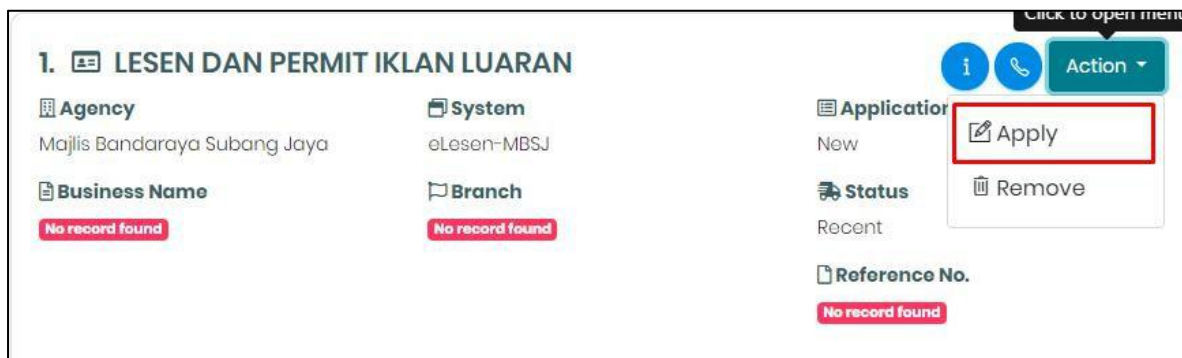 Click to open menu
1. LESEN DAN PERMIT IKLAN LUARAN
i
Action
Agency
System
Application
Apply
Majlis Bandaraya Subang Jaya
eLesen-MBSJ
New
Business Name
Branch
Status
Remove
No record found
No record found
Recent
Reference No.
No record found